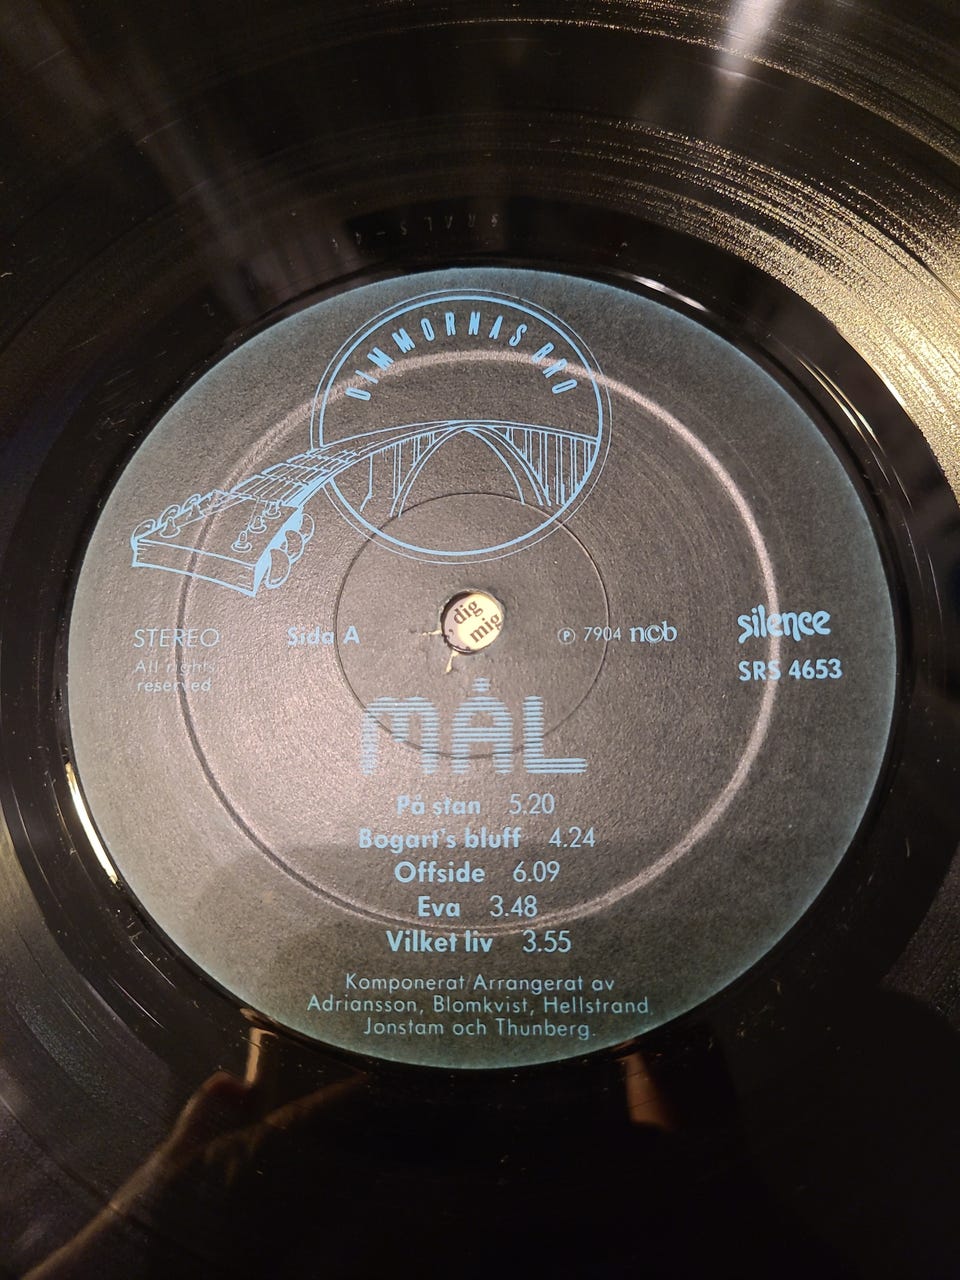 DIMMORNAS BRO
STEREO
All rights
reserved
Sida A
dig
mig
℗ 7904 ncb
silence
SRS 4653
MÅL
På stan 5.20
Bogart's bluff 4.24
Offside 6.09
Eva 3.48
Vilket liv 3.55
Komponerat Arrangerat av
Adriansson, Blomkvist, Hellstrand,
Jonstam och Thunberg.